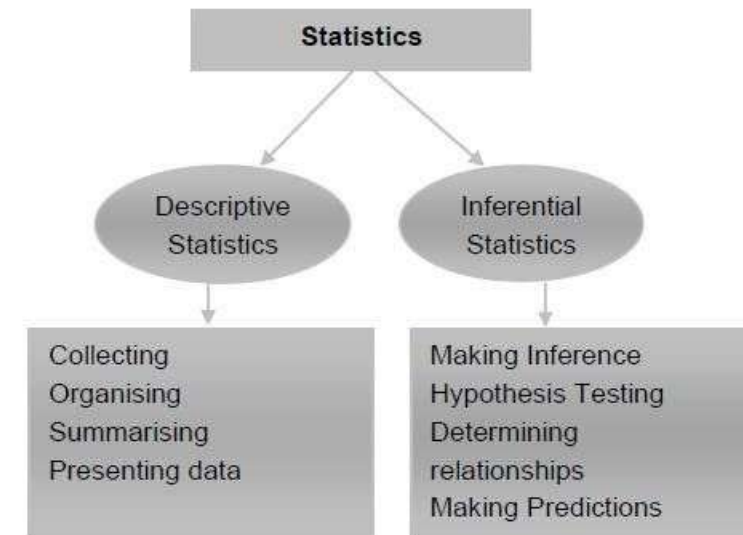 Statistics
Descriptive
Statistics
Inferential
Statistics
Collecting
Organising
Summarising
Presenting data
Making Inference
Hypothesis Testing
Determining
relationships
Making Predictions